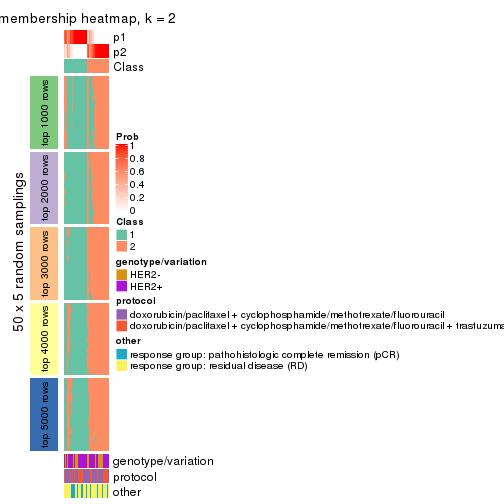 membership heatmap, k = 2
p1
p2
Class
50 x 5 random samplings
top 1000 rows
top 2000 rows
top 3000 rows
top 4000 rows
top 5000 rows
Prob
1
0.8
0.6
0.4
0.2
0
Class
1
2
genotype/variation
HER2-
HER2+
protocol
doxorubicin/paclitaxel + cyclophosphamide/methotrexate/fluorouracil
doxorubicin/paclitaxel + cyclophosphamide/methotrexate/fluorouracil + trastuzuma
other
response group: pathohistologic complete remission (pCR)
response group: residual disease (RD)
genotype/variation
protocol
other